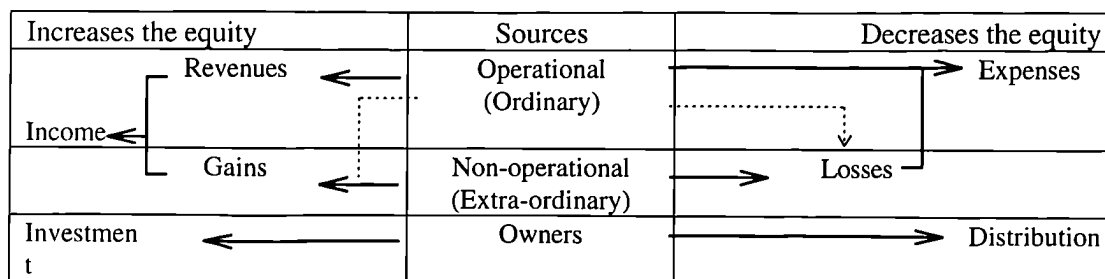 Increases the equity Sources Decreases the equity
Revenues Operational Expenses
(Ordinary)
Income
Gains Non-operational Losses
(Extra-ordinary)
Investmen Owners Distribution
t